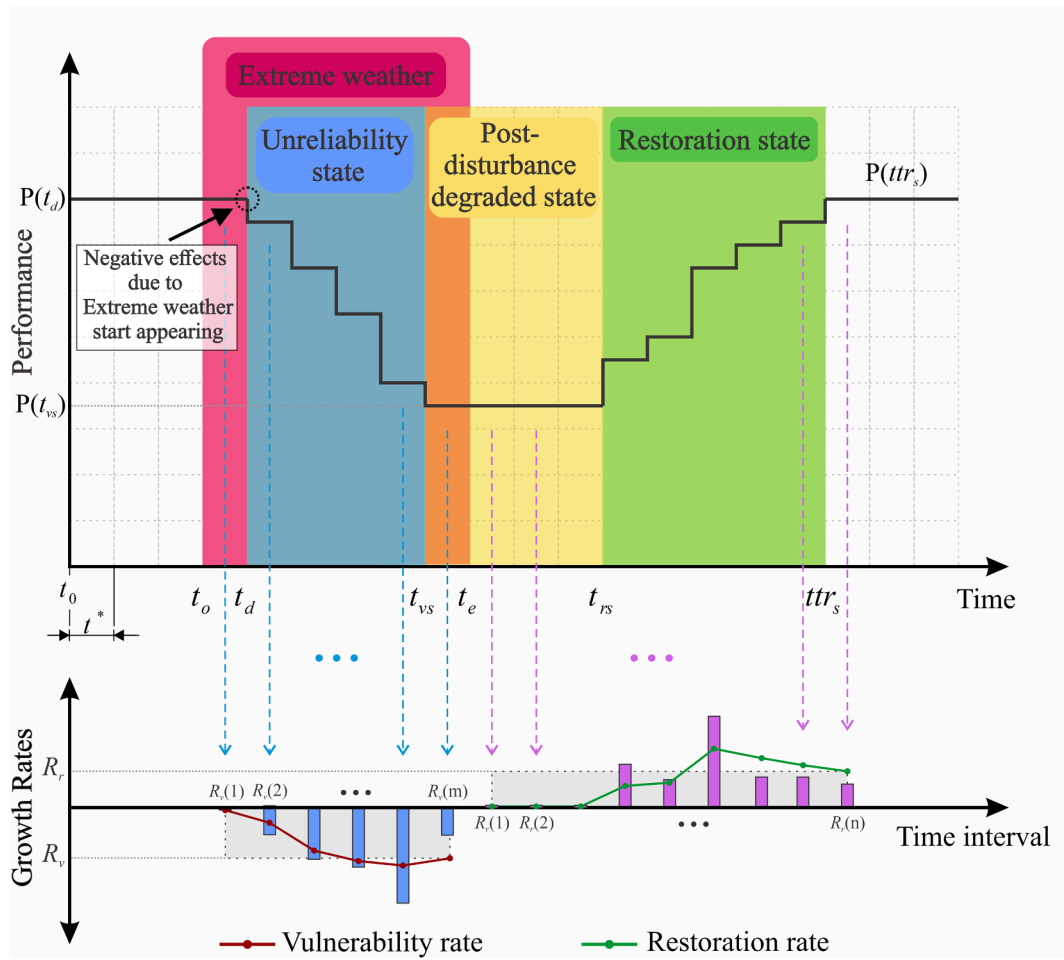 Extreme weather
Unreliability
state
Post-
disturbance
degraded state
Restoration state
P(t_d)
P(ttr_s)
Negative effects
due to
Extreme weather
start appearing
Performance
P(t_vs)
t_0
t_o
t_d
t_vs
t_e
t_rs
ttr_s
Time
t*
Growth Rates
R_r
R_v(1)
R_v(2)
R_v(m)
R_r(1)
R_r(2)
R_r(n)
Time interval
R_v
Vulnerability rate
Restoration rate